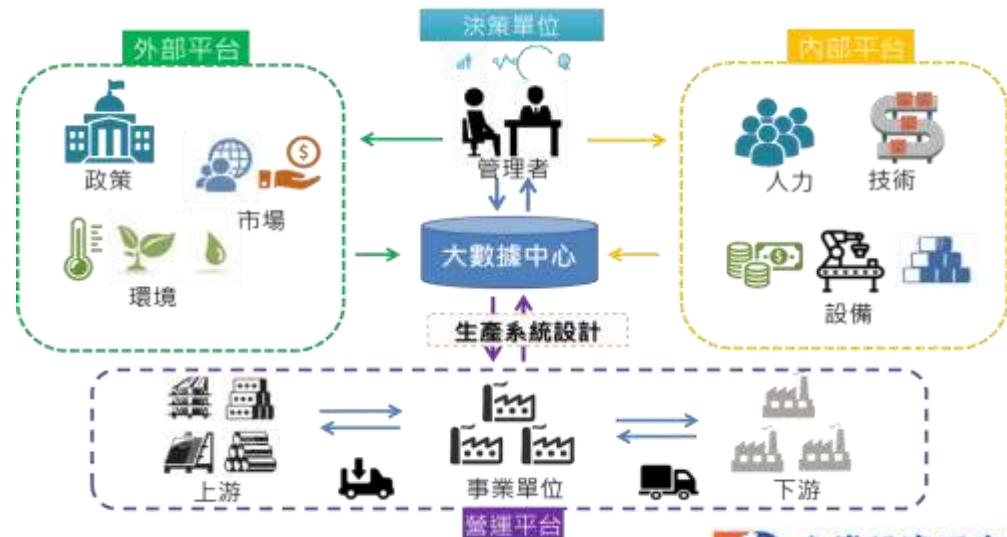 決策單位
外部平台
內部平台
政策
市場
環境
管理者
人力
技術
設備
大數據中心
生產系統設計
上游
事業單位
下游
營運平台